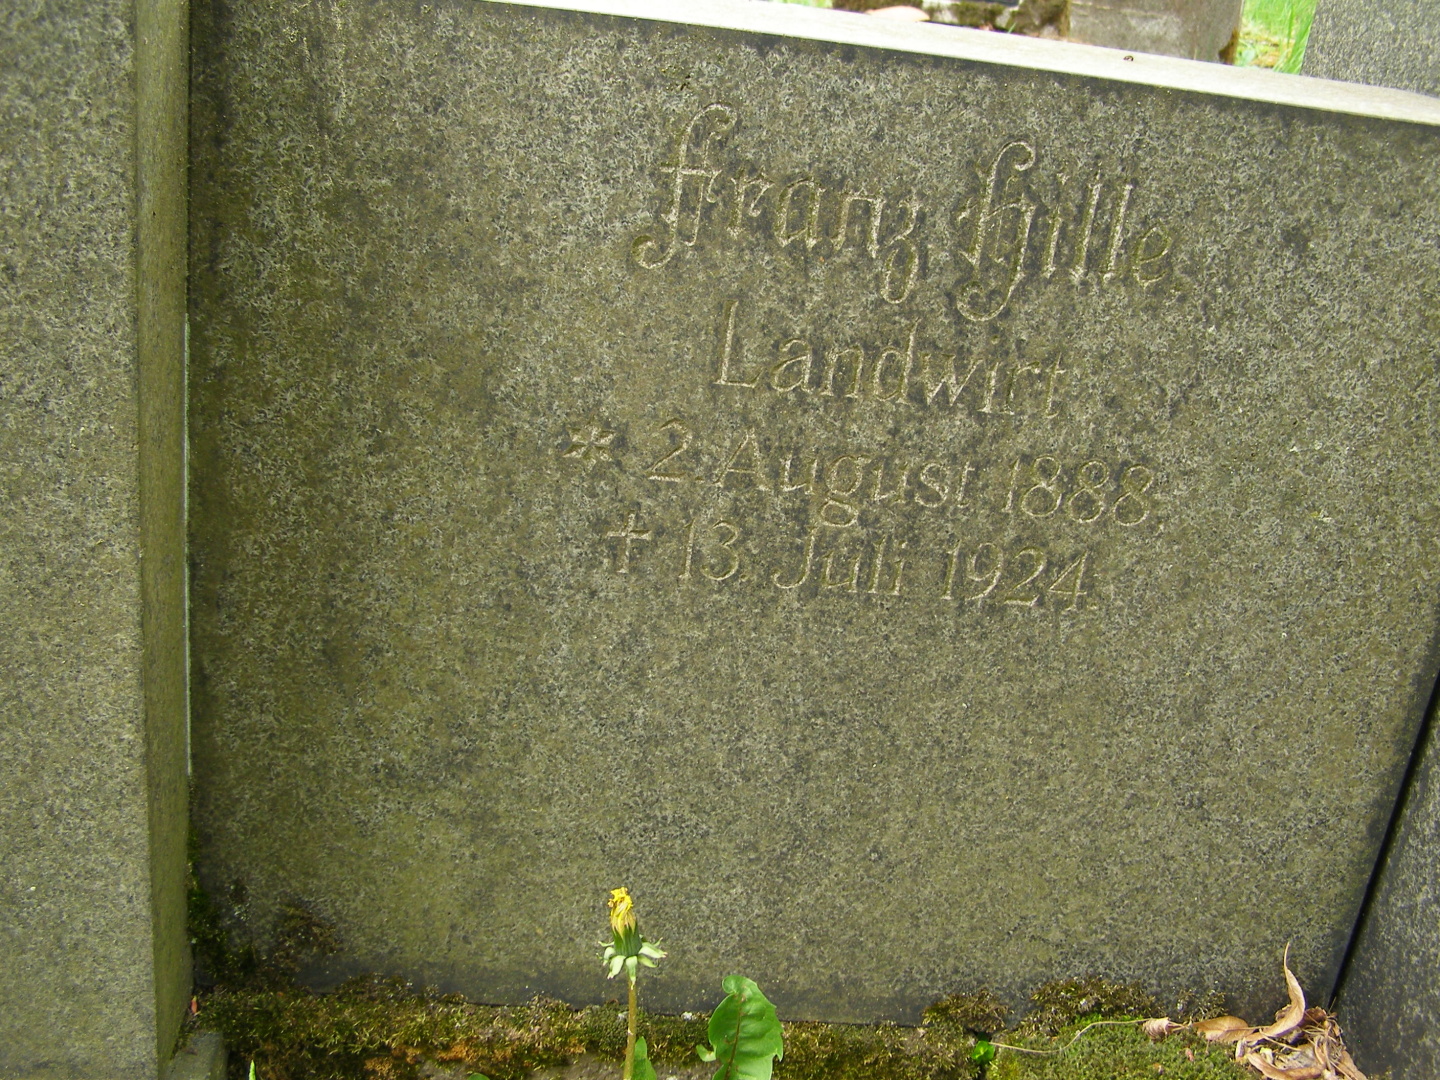 Franz Hille,
Landwirt
* 2. August 1888,
† 13. Juli 1924.